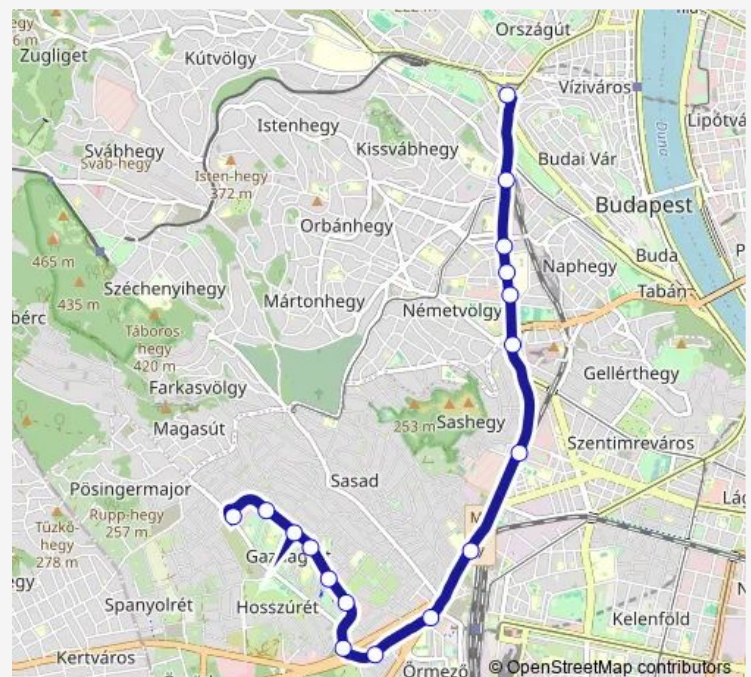 Országút
Zugliget
Kútvölgy
Víziváros
Istenhegy
Duna
Kissvábhegy
Svábhegy
Sváb-hegy
Isten-hegy
372 m
Budai Vár
Budapest
Orbánhegy
465 m
Naphegy
Buda
Széchenyihegy
435 m
Mártonhegy
Németvölgy
Tabán
Táboros-
hegy
420 m
Gellérthegy
Farkasvölgy
253 m
Sashegy
Magasút
Szentimreváros
Sasad
Pösingermajor
Rupp-hegy
257 m
Tűzkő-
hegy
278 m
Spanyolrét
Hosszúrét
Kelenföld
Kertváros
Őrmező
© OpenStreetMap contributors